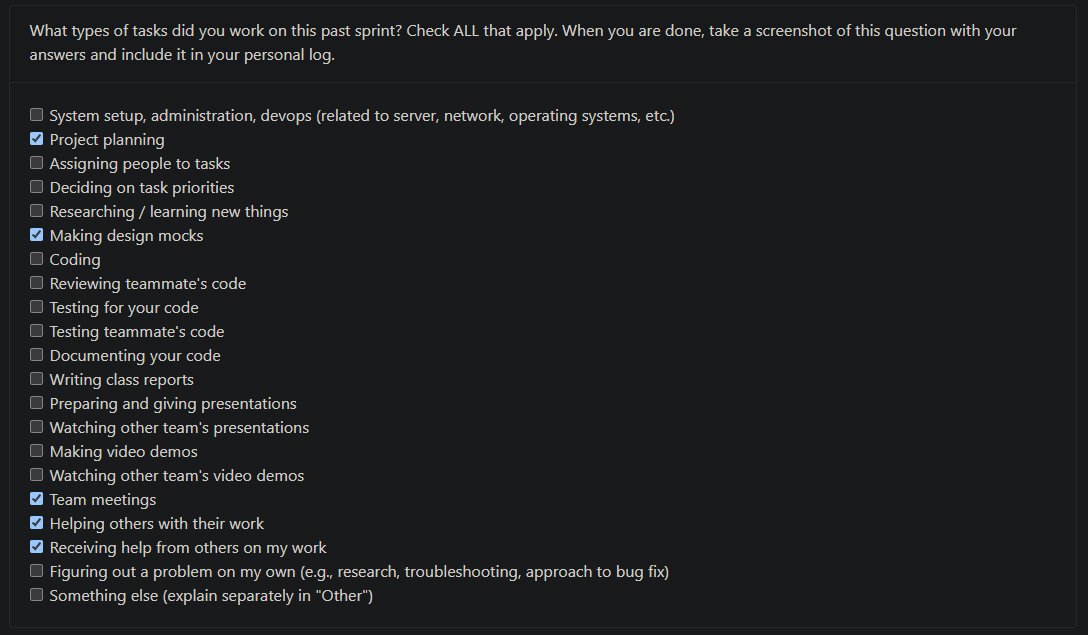 What types of tasks did you work on this past sprint? Check ALL that apply. When you are done, take a screenshot of this question with your
answers and include it in your personal log.
System setup, administration, devops (related to server, network, operating systems, etc.)
Project planning
Assigning people to tasks
Deciding on task priorities
Researching / learning new things
Making design mocks
Coding
Reviewing teammate's code
Testing for your code
Testing teammate's code
Documenting your code
Writing class reports
Preparing and giving presentations
Watching other team's presentations
Making video demos
Watching other team's video demos
Team meetings
Helping others with their work
Receiving help from others on my work
Figuring out a problem on my own (e.g., research, troubleshooting, approach to bug fix)
Something else (explain separately in "Other")